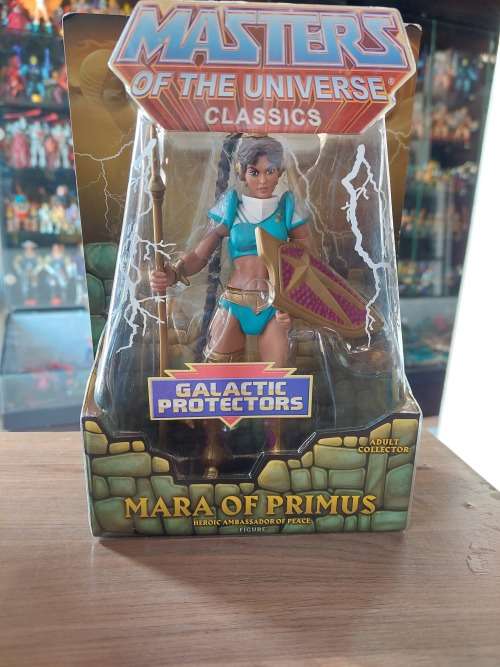 MASTERS
OF THE UNIVERSE®
CLASSICS
GALACTIC
PROTECTORS
ADULT
COLLECTOR
MARA OF PRIMUS
HEROIC AMBASSADOR OF PEACE
FIGURE